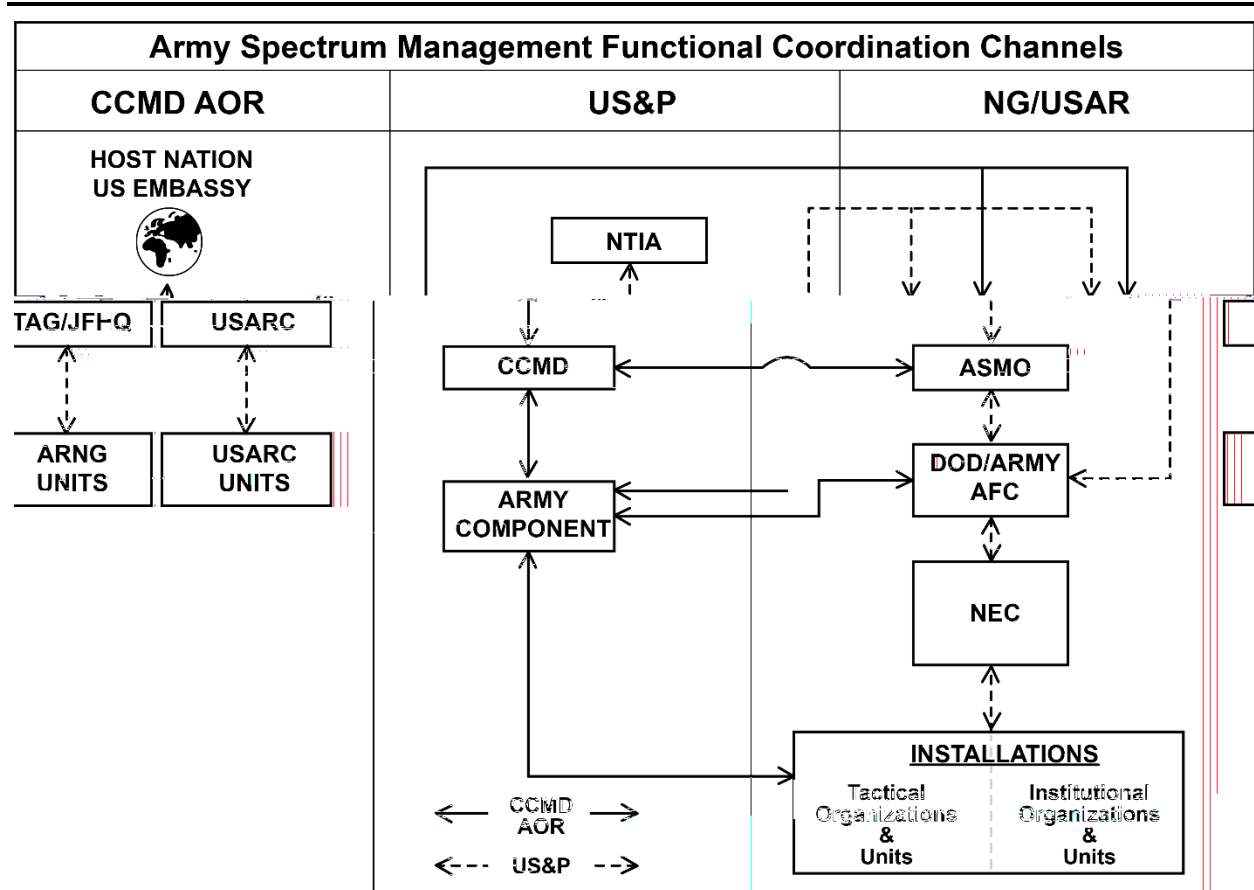 Army Spectrum Management Functional Coordination Channels
CCMD AOR
US&P
NG/USAR
HOST NATION
US EMBASSY
NTIA
USARC
CCMD
ASMO
ARNG
UNITS
USARC
UNITS
ARMY
COMPONENT
DOD/ARMY
AFC
NEC
INSTALLATIONS
Tactical
Organizations
&
Units
Institutional
Organizations
&
Units
CCMD
AOR
US&P